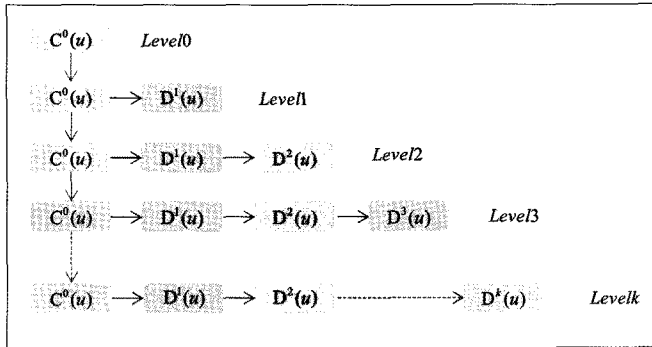 C⁰(u) Level0
C⁰(u) D¹(u) Level1
C⁰(u) D¹(u) D²(u) Level2
C⁰(u) D¹(u) D²(u) D³(u) Level3
C⁰(u) D¹(u) D²(u) Dᵏ(u) Levelk